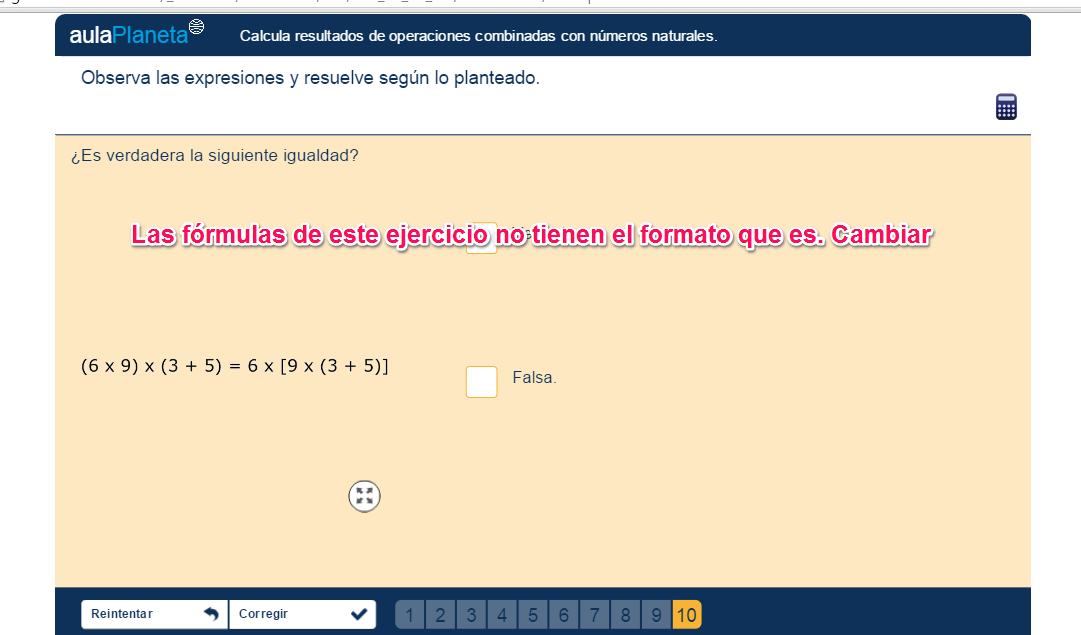 aulaPlaneta
Calcula resultados de operaciones combinadas con números naturales.
Observa las expresiones y resuelve según lo planteado.
¿Es verdadera la siguiente igualdad?
Las fórmulas de este ejercicio no tienen el formato que es. Cambiar
(6 x 9) x (3 + 5) = 6 x [9 x (3 + 5)]
Falsa.
Reintentar
Corregir
1 2 3 4 5 6 7 8 9 10